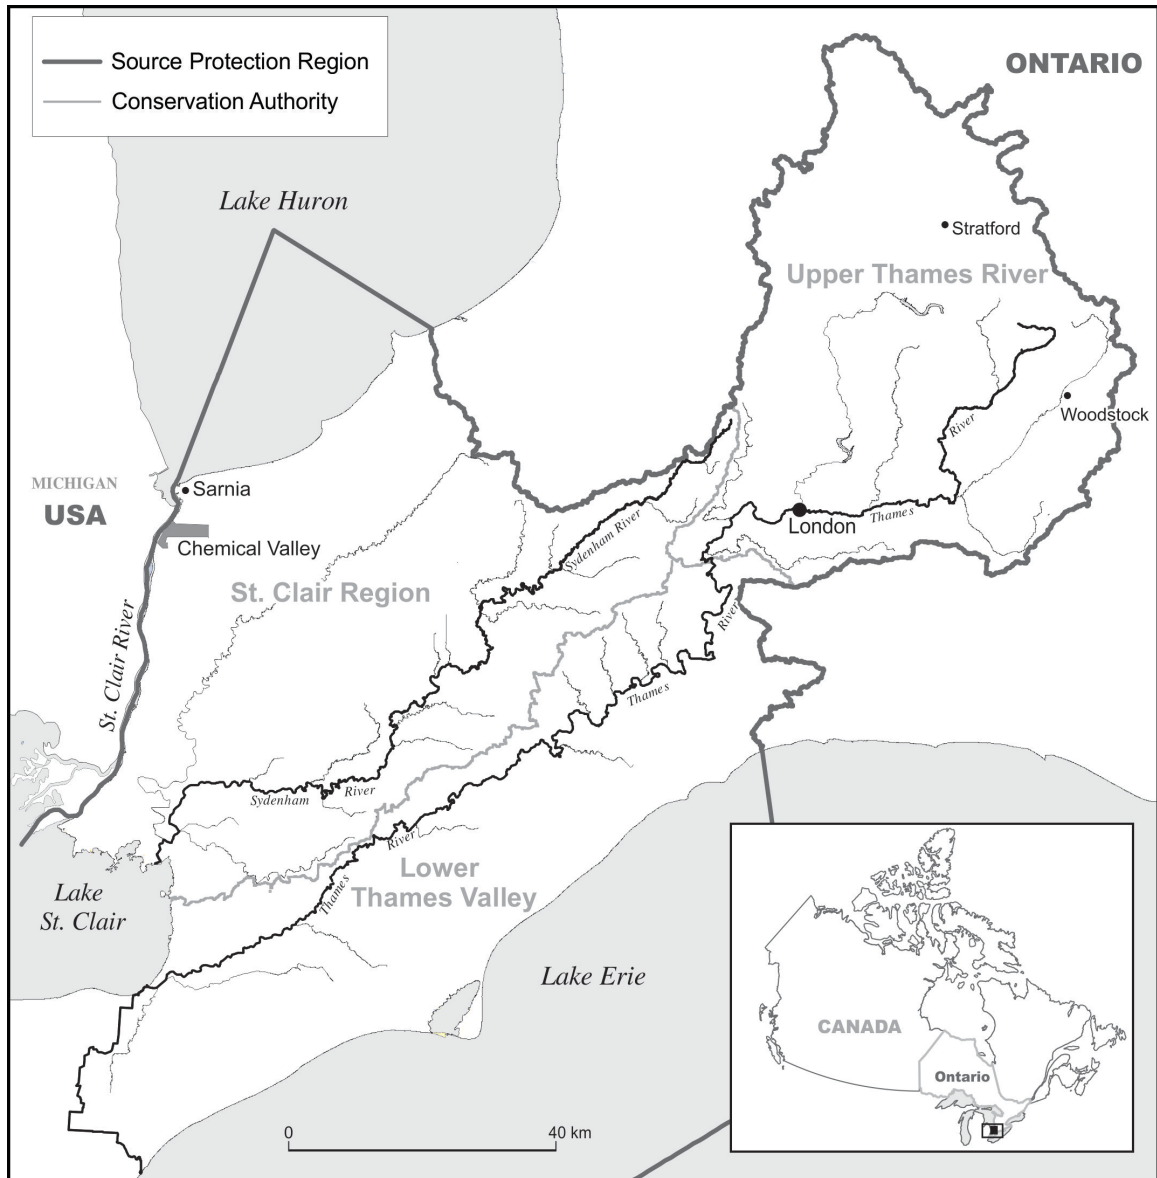 Source Protection Region
Conservation Authority
ONTARIO
Lake Huron
Stratford
Upper Thames River
Woodstock
River
MICHIGAN
USA
Sarnia
Chemical Valley
London
Thames
Sydenham River
St. Clair Region
River
St. Clair River
Thames
Sydenham
River
River
Lower
Thames Valley
Thames
Lake
St. Clair
Lake Erie
CANADA
Ontario
0
40 km